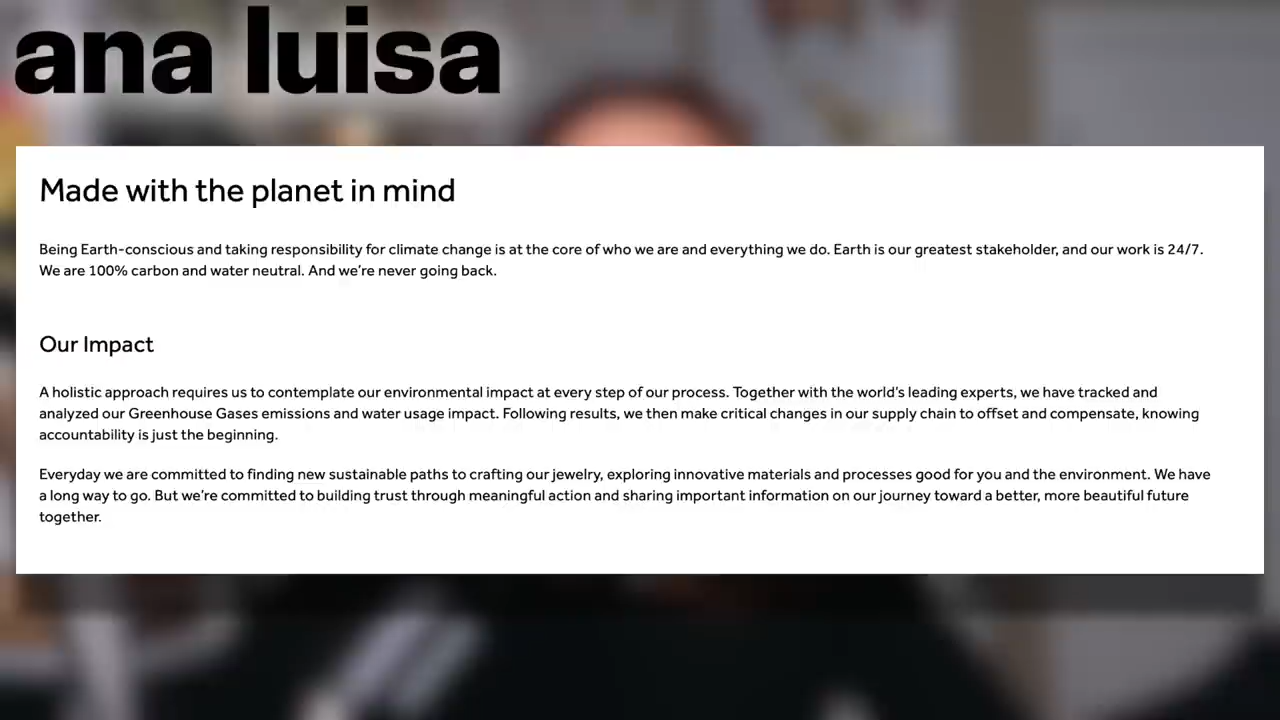 ana luisa
Made with the planet in mind
Being Earth-conscious and taking responsibility for climate change is at the core of who we are and everything we do. Earth is our greatest stakeholder, and our work is 24/7.
We are 100% carbon and water neutral. And we're never going back.
Our Impact
A holistic approach requires us to contemplate our environmental impact at every step of our process. Together with the world's leading experts, we have tracked and
analyzed our Greenhouse Gases emissions and water usage impact. Following results, we then make critical changes in our supply chain to offset and compensate, knowing
accountability is just the beginning.
Everyday we are committed to finding new sustainable paths to crafting our jewelry, exploring innovative materials and processes good for you and the environment. We have
a long way to go. But we're committed to building trust through meaningful action and sharing important information on our journey toward a better, more beautiful future
together.